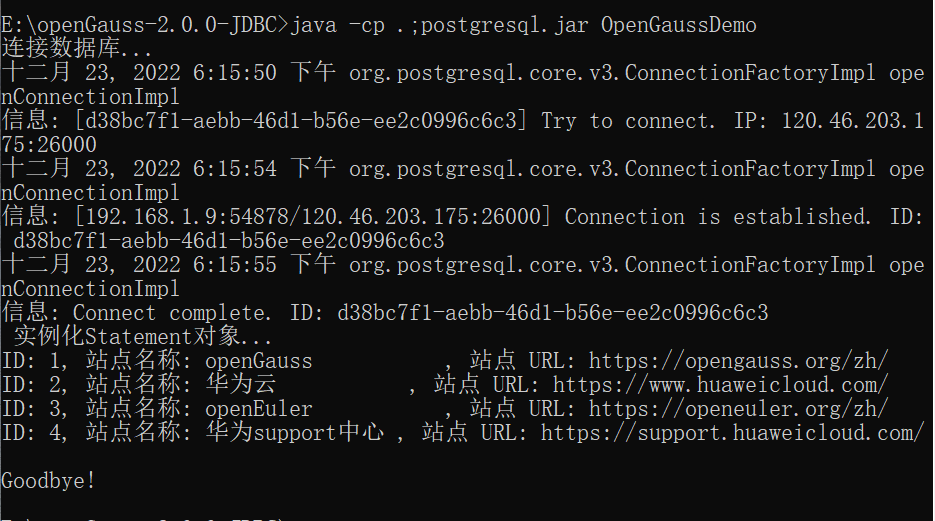 E:\openGauss-2.0.0-JDBC>java -cp .;postgresql.jar OpenGaussDemo
连接数据库...
十二月 23, 2022 6:15:50 下午 org.postgresql.core.v3.ConnectionFactoryImpl ope
nConnectionImpl
信息: [d38bc7f1-aebb-46d1-b56e-ee2c0996c6c3] Try to connect. IP: 120.46.203.1
75:26000
十二月 23, 2022 6:15:54 下午 org.postgresql.core.v3.ConnectionFactoryImpl ope
nConnectionImpl
信息: [192.168.1.9:54878/120.46.203.175:26000] Connection is established. ID:
 d38bc7f1-aebb-46d1-b56e-ee2c0996c6c3
十二月 23, 2022 6:15:55 下午 org.postgresql.core.v3.ConnectionFactoryImpl ope
nConnectionImpl
信息: Connect complete. ID: d38bc7f1-aebb-46d1-b56e-ee2c0996c6c3
 实例化Statement对象...
ID: 1, 站点名称: openGauss           , 站点 URL: https://opengauss.org/zh/
ID: 2, 站点名称: 华为云           , 站点 URL: https://www.huaweicloud.com/
ID: 3, 站点名称: openEuler           , 站点 URL: https://openeuler.org/zh/
ID: 4, 站点名称: 华为support中心 , 站点 URL: https://support.huaweicloud.com/
Goodbye!